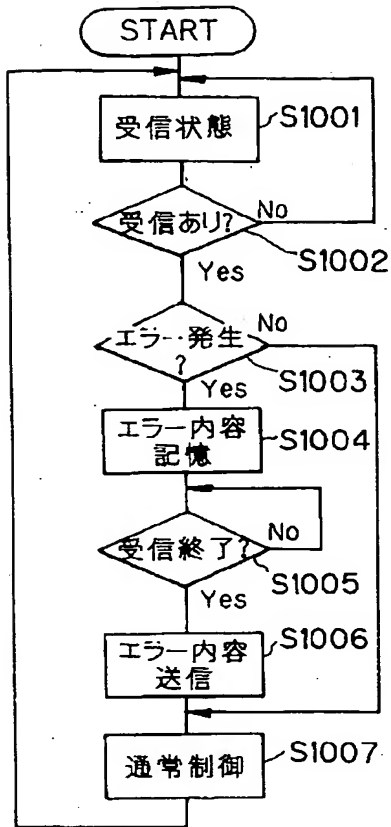 START
受信状態
S1001
受信あり?
No
S1002
Yes
エラー発生
?
No
S1003
Yes
エラー内容
記憶
S1004
受信終了?
No
S1005
Yes
エラー内容
送信
S1006
通常制御
S1007